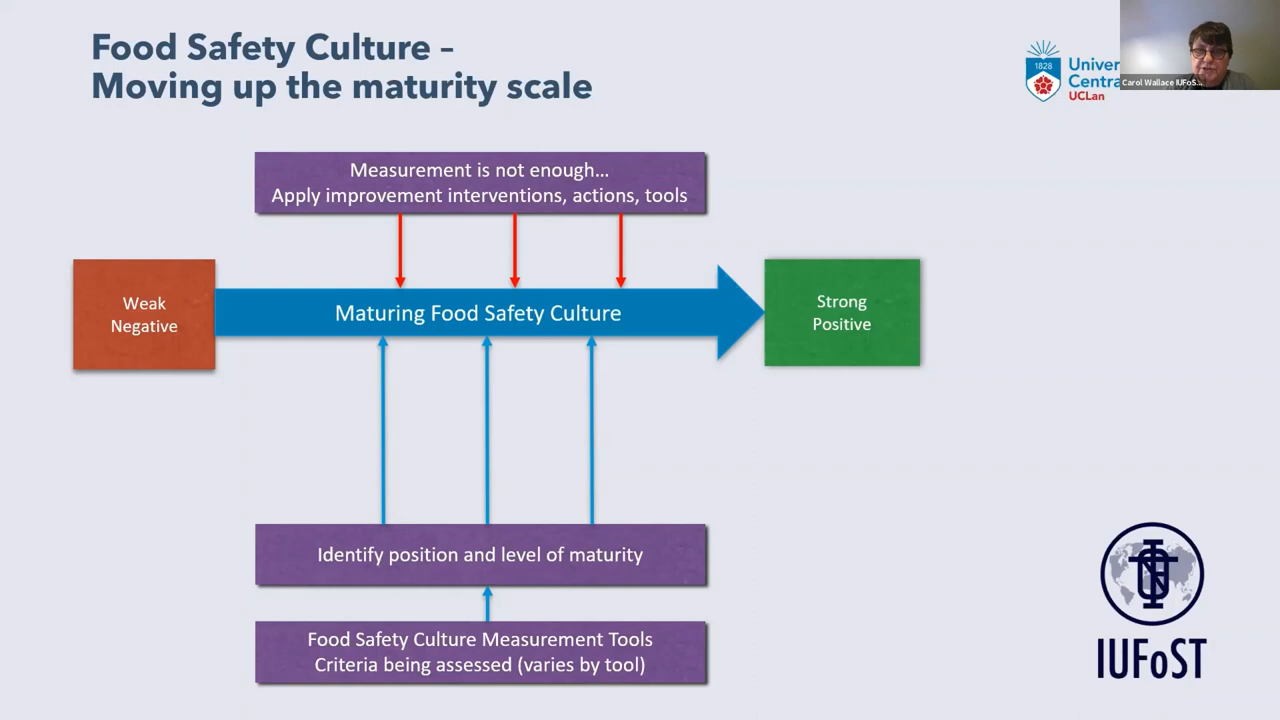 Food Safety Culture –
Moving up the maturity scale
1828
Univer
Centra
UCLan
Carol Wallace IUFoS...
Measurement is not enough...
Apply improvement interventions, actions, tools
Weak
Negative
Maturing Food Safety Culture
Strong
Positive
Identify position and level of maturity
Food Safety Culture Measurement Tools
Criteria being assessed (varies by tool)
IUFoST